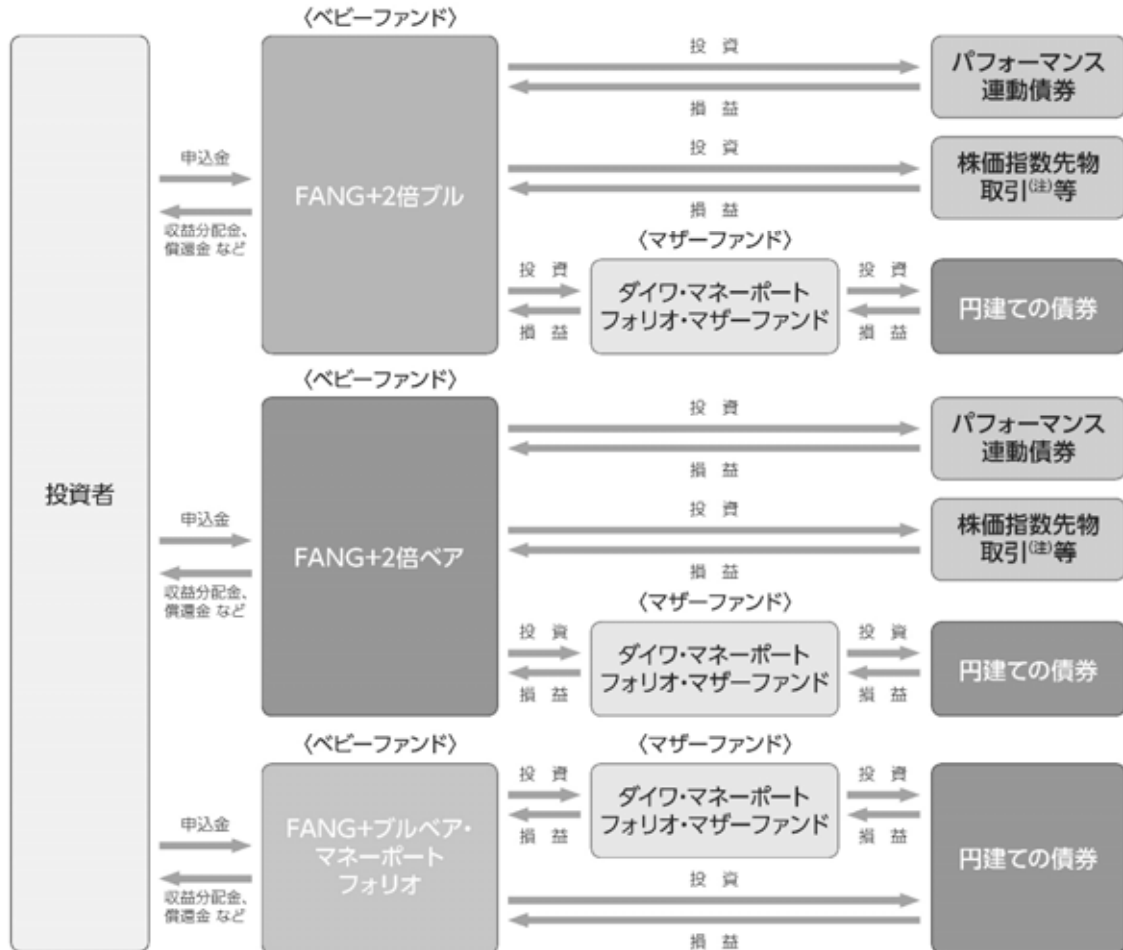 〈ベビーファンド〉
投資者
申込金
収益分配金、
償還金 など
FANG+2倍ブル
投 資
損 益
パフォーマンス
連動債券
投 資
損 益
株価指数先物
取引(注)等
〈マザーファンド〉
投 資
損 益
ダイワ・マネーポート
フォリオ・マザーファンド
投 資
損 益
円建ての債券
〈ベビーファンド〉
申込金
収益分配金、
償還金 など
FANG+2倍ベア
投 資
損 益
パフォーマンス
連動債券
投 資
損 益
株価指数先物
取引(注)等
〈マザーファンド〉
投 資
損 益
ダイワ・マネーポート
フォリオ・マザーファンド
投 資
損 益
円建ての債券
〈ベビーファンド〉
申込金
収益分配金、
償還金 など
FANG+ブルベア・
マネーポート
フォリオ
〈マザーファンド〉
投 資
損 益
ダイワ・マネーポート
フォリオ・マザーファンド
投 資
損 益
投 資
損 益
円建ての債券